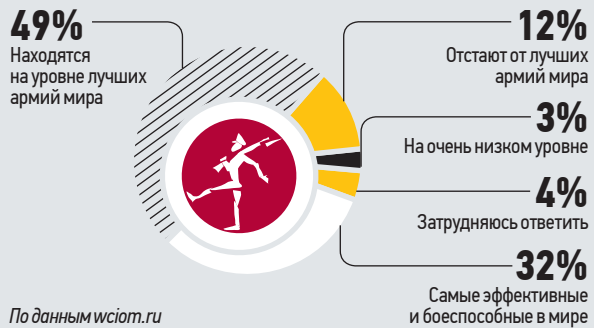 49%
Находятся
на уровне лучших
армий мира
12%
Отстают от лучших
армий мира
3%
На очень низком уровне
4%
Затрудняюсь ответить
32%
Самые эффективные
и боеспособные в мире
По данным wciom.ru